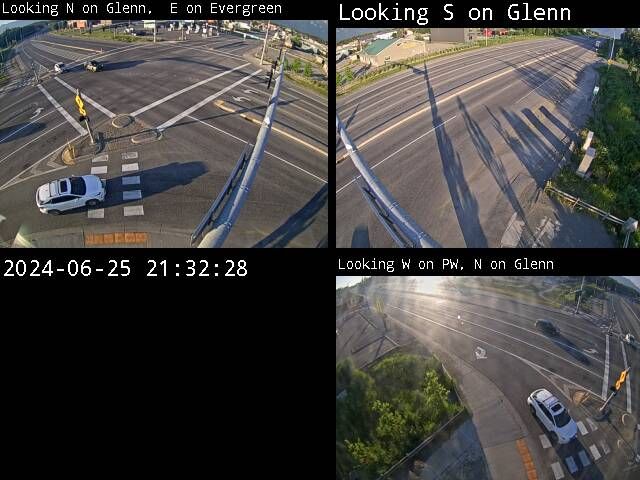 Looking N on Glenn,  E on Evergreen
Looking S on Glenn
2024-06-25 21:32:28
Looking W on PW, N on Glenn